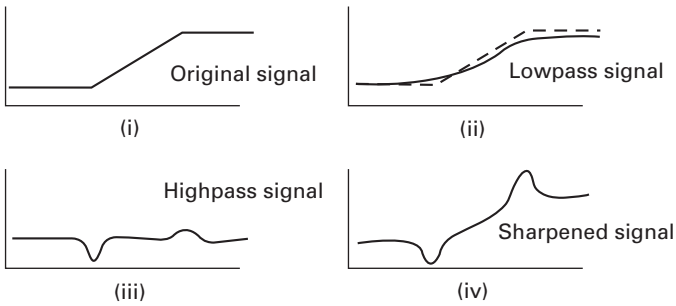 Original signal
(i)
Lowpass signal
(ii)
Highpass signal
(iii)
Sharpened signal
(iv)